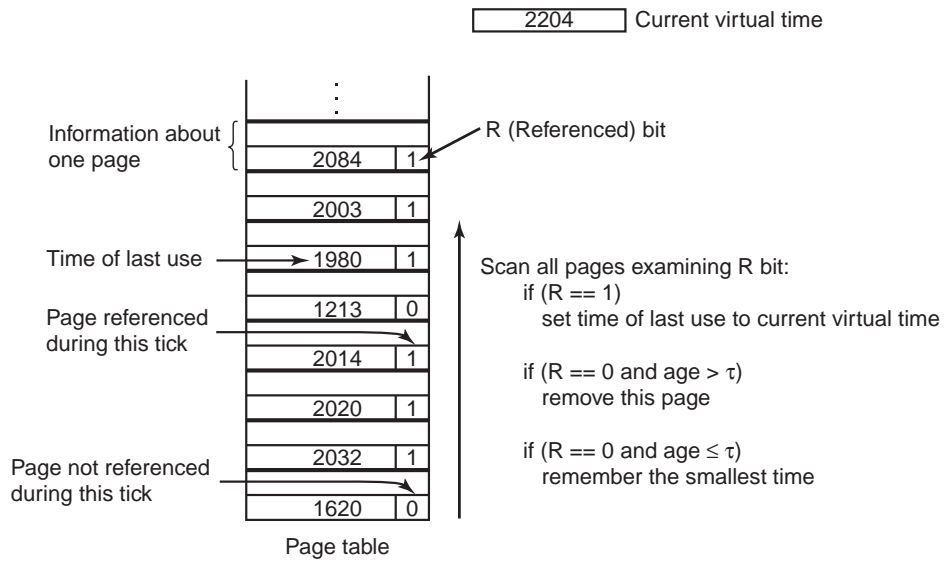 2204 Current virtual time
Information about
one page
R (Referenced) bit
2084 1
2003 1
Time of last use
1980 1
1213 0
Page referenced
during this tick
2014 1
2020 1
2032 1
Page not referenced
during this tick
1620 0
Page table
Scan all pages examining R bit:
if (R == 1)
set time of last use to current virtual time
if (R == 0 and age > τ)
remove this page
if (R == 0 and age ≤ τ)
remember the smallest time